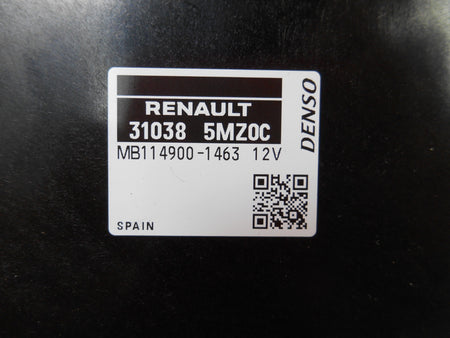 RENAULT
31038 5MZ0C
MB114900-1463 12V
DENSO
SPAIN